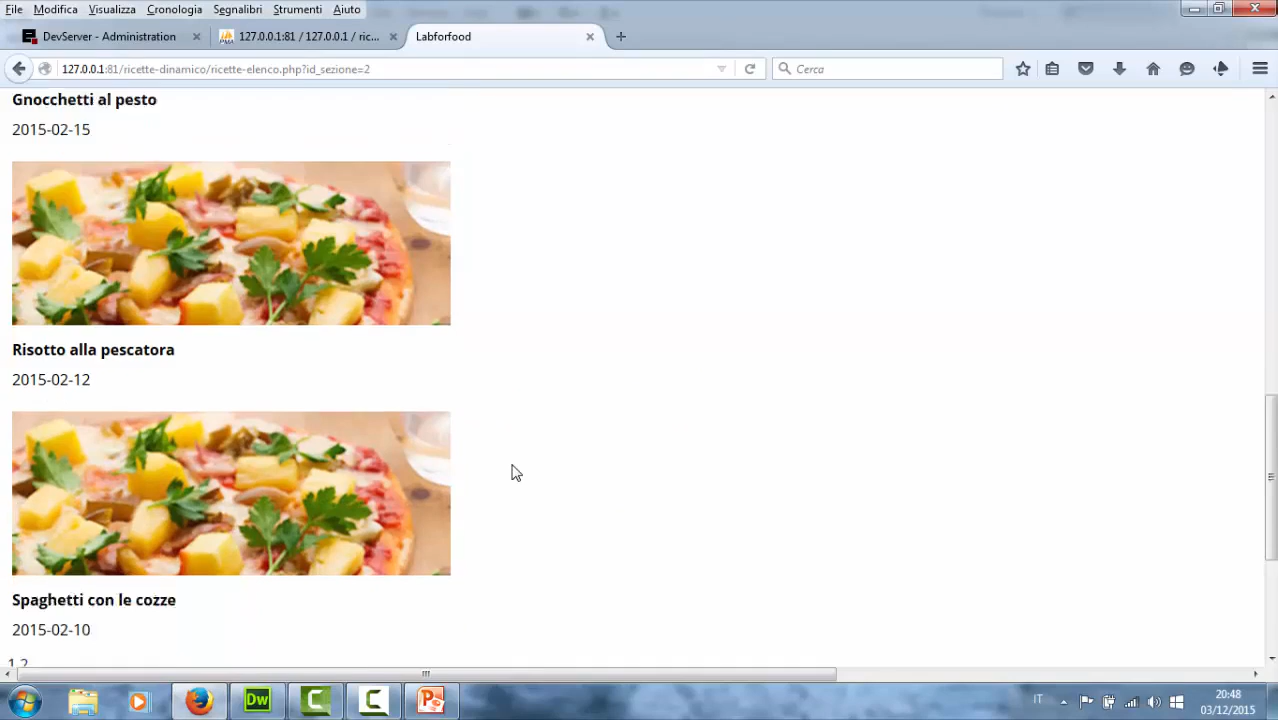 File Modifica Visualizza Cronologia Segnalibri Strumenti Aiuto
DevServer - Administration
127.0.0.1:81 / 127.0.0.1 / ric...
Labforfood
127.0.0.1:81/ricette-dinamico/ricette-elenco.php?id_sezione=2
Cerca
Gnocchetti al pesto
2015-02-15
Risotto alla pescatora
2015-02-12
Spaghetti con le cozze
2015-02-10
1 2
Dw
IT
20:48
03/12/2015